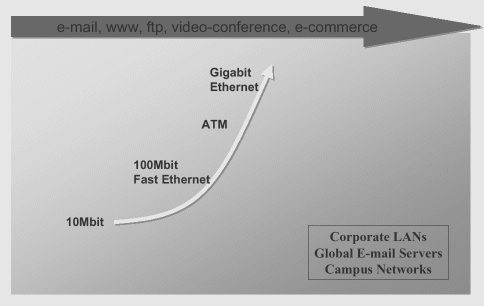 e-mail, www, ftp, video-conference, e-commerce
Gigabit
Ethernet
ATM
100Mbit
Fast Ethernet
10Mbit
Corporate LANs
Global E-mail Servers
Campus Networks